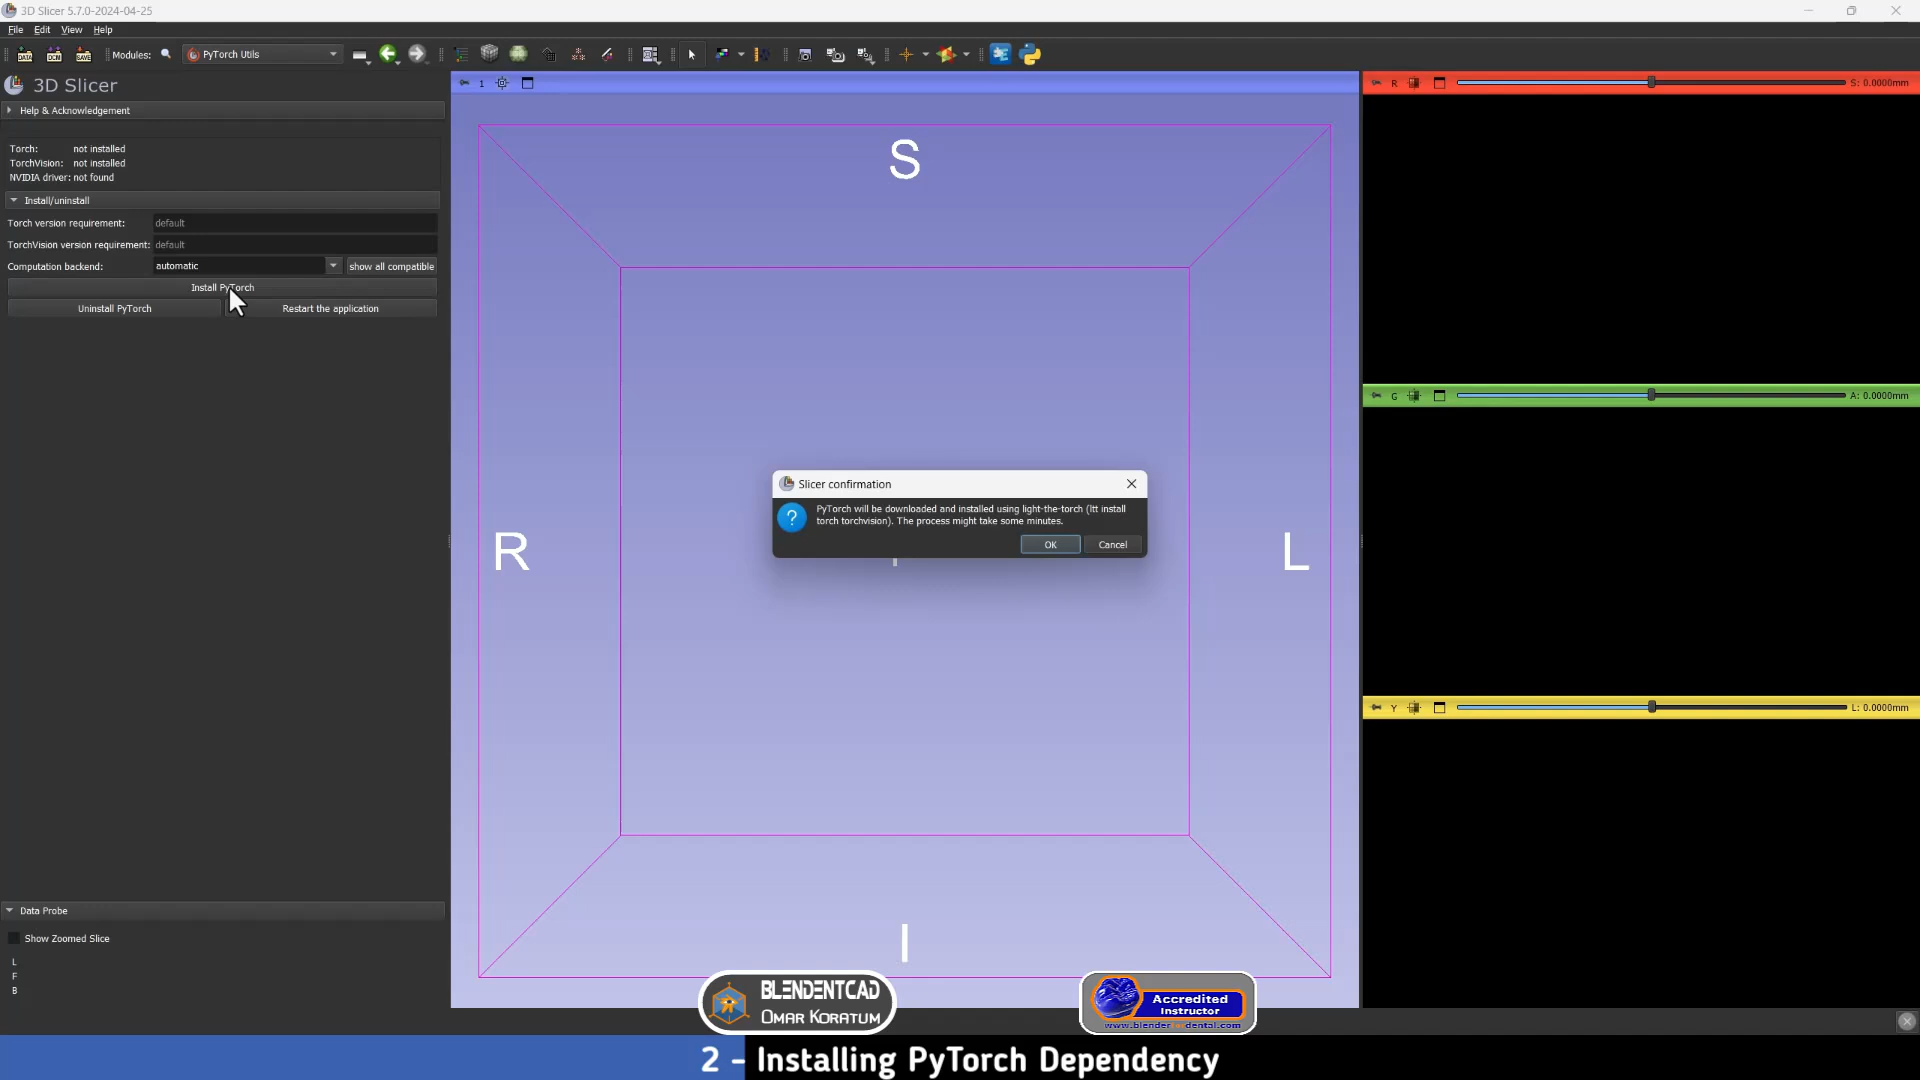 3D Slicer 5.7.0-2024-04-25
File Edit View Help
DATA DCM SAVE Modules: PyTorch Utils
3D Slicer
Help & Acknowledgement
Torch: not installed
TorchVision: not installed
NVIDIA driver: not found
Install/uninstall
Torch version requirement: default
TorchVision version requirement: default
Computation backend: automatic show all compatible
Install PyTorch
Uninstall PyTorch Restart the application
Data Probe
Show Zoomed Slice
L
F
B
1
S
R
L
I
Slicer confirmation
PyTorch will be downloaded and installed using light-the-torch (ltt install
torch torchvision). The process might take some minutes.
OK Cancel
R S: 0.0000mm
G A: 0.0000mm
Y L: 0.0000mm
BLENDENTCAD
OMAR KORATUM
Accredited
Instructor
2 - Installing PyTorch Dependency